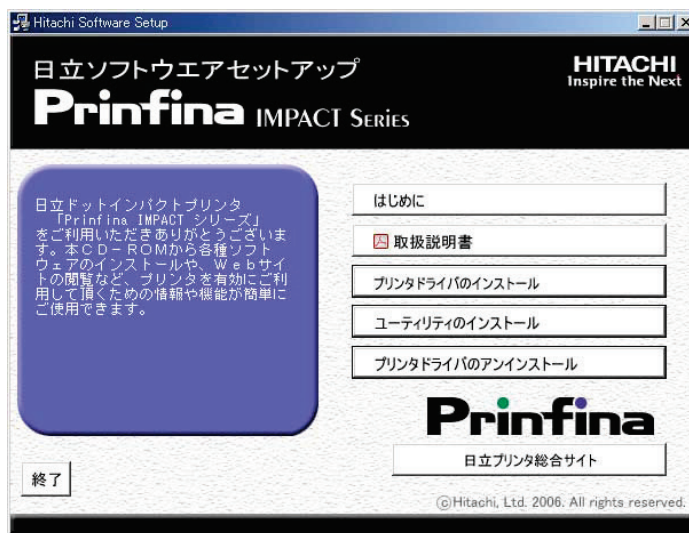 Hitachi Software Setup
日立ソフトウエアセットアップ
HITACHI
Inspire the Next
Prinfina IMPACT SERIES
日立ドットインパクトプリンタ
「Prinfina IMPACT シリーズ」
をご利用いただきありがとうございま
す。本ＣＤ－ＲＯＭから各種ソフト
ウェアのインストールや、Ｗｅｂサイ
トの閲覧など、プリンタを有効にご利
用して頂くための情報や機能が簡単に
ご使用できます。
はじめに
取扱説明書
プリンタドライバのインストール
ユーティリティのインストール
プリンタドライバのアンインストール
Prinfina
日立プリンタ総合サイト
終了
©Hitachi, Ltd. 2006. All rights reserved.